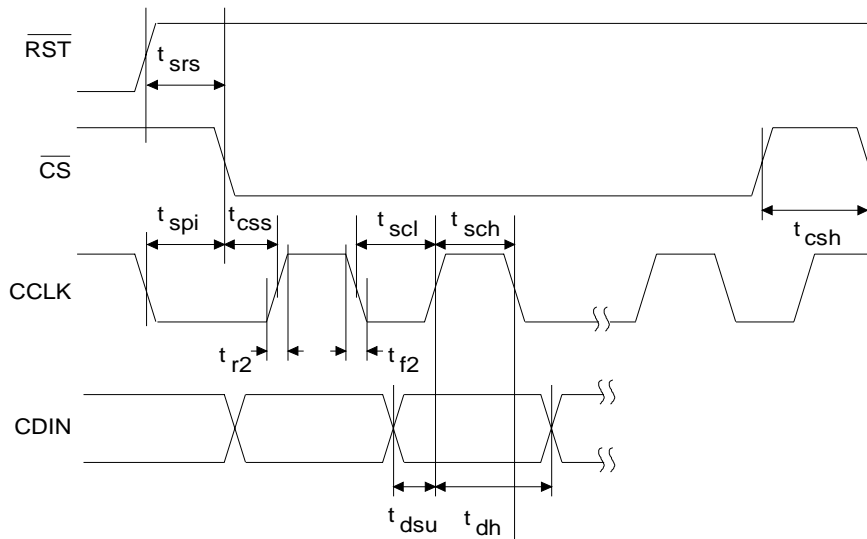 RST
t srs
CS
t spi
t css
t scl
t sch
t csh
CCLK
t r2
t f2
CDIN
t dsu
t dh